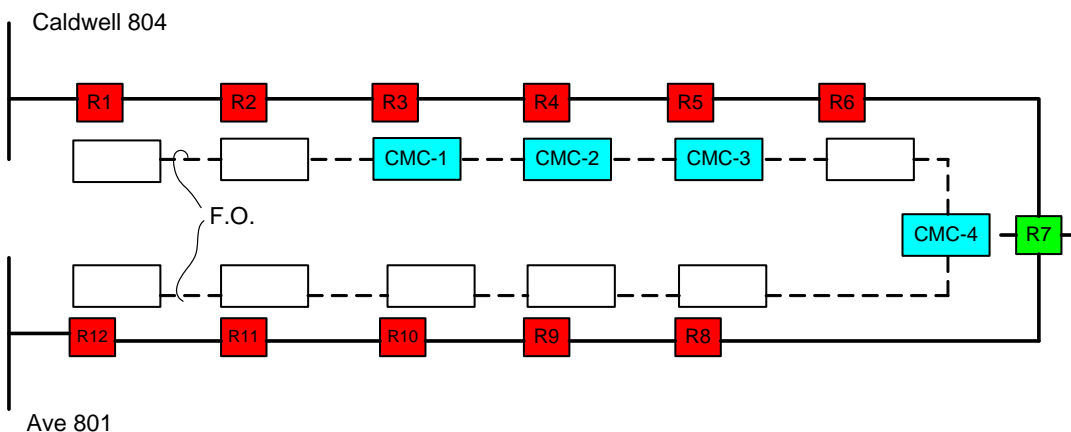 Caldwell 804
R1 R2 R3 R4 R5 R6
CMC-1 CMC-2 CMC-3
F.O.
CMC-4 R7
R12 R11 R10 R9 R8
Ave 801